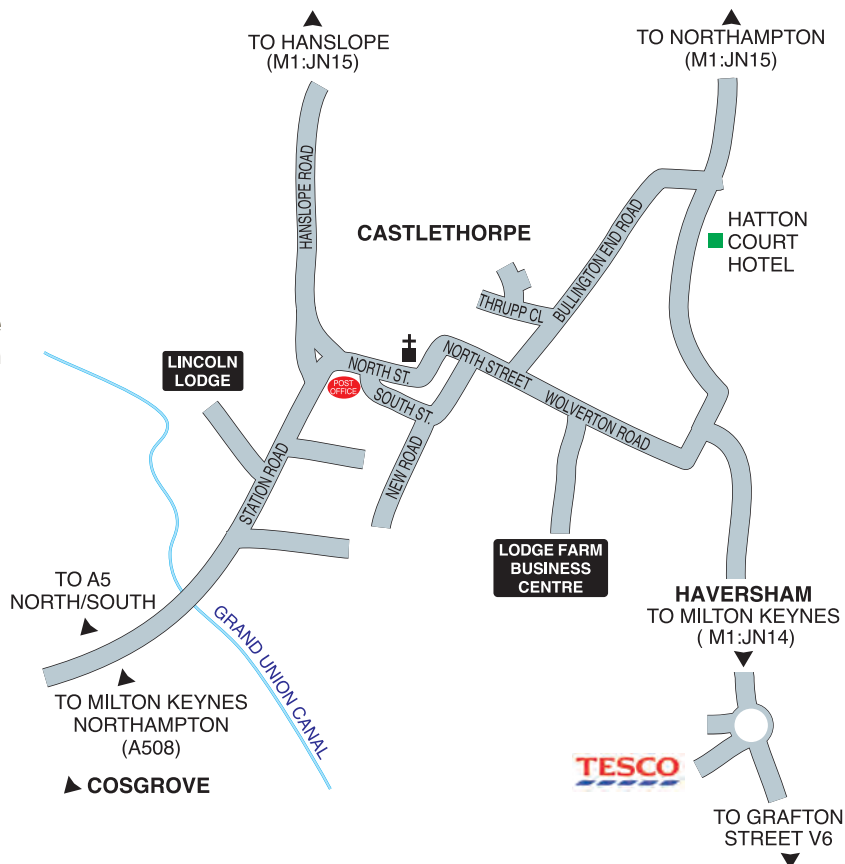 TO HANSLOPE
(M1:JN15)
TO NORTHAMPTON
(M1:JN15)
HANSLOPE ROAD
CASTLETHORPE
BULLINGTON END ROAD
HATTON
COURT
HOTEL
THRUPP CL
LINCOLN
LODGE
POST
OFFICE
NORTH ST.
NORTH STREET
SOUTH ST.
WOLVERTON ROAD
STATION ROAD
NEW ROAD
LODGE FARM
BUSINESS
CENTRE
TO A5
NORTH/SOUTH
GRAND UNION CANAL
HAVERSHAM
TO MILTON KEYNES
( M1:JN14)
TO MILTON KEYNES
NORTHAMPTON
(A508)
COSGROVE
TESCO
TO GRAFTON
STREET V6